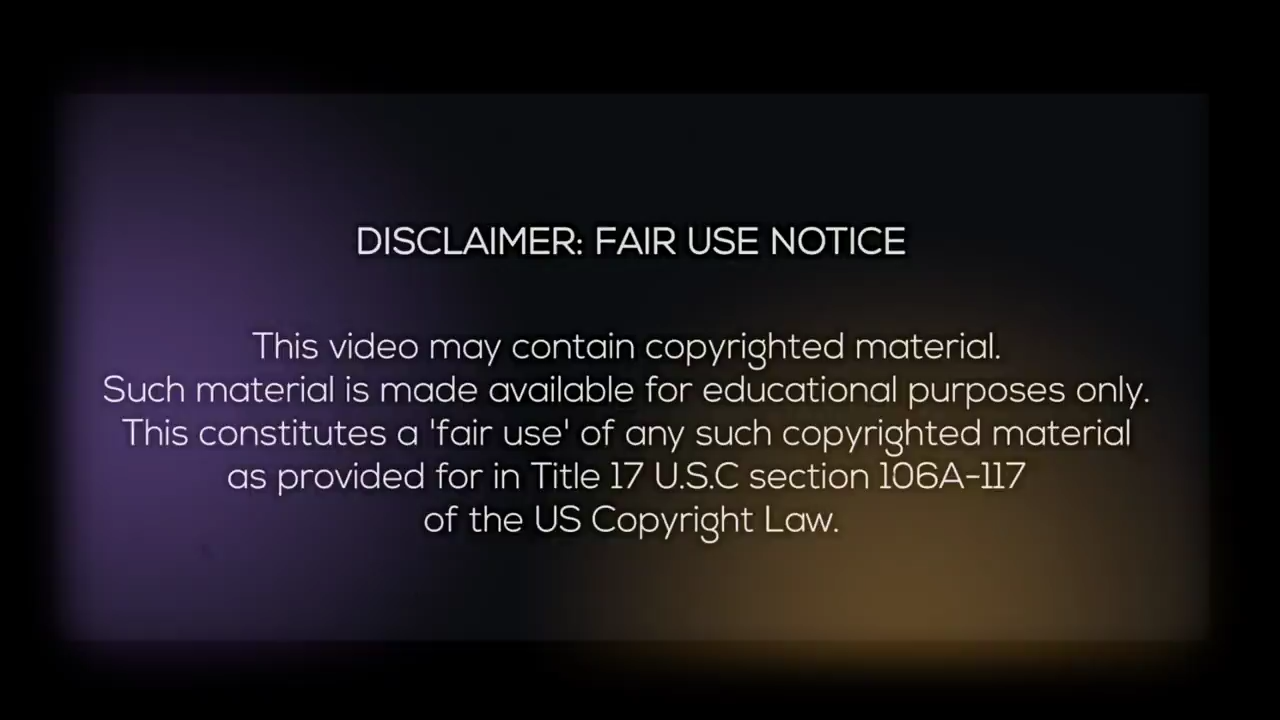 DISCLAIMER: FAIR USE NOTICE
This video may contain copyrighted material.
Such material is made available for educational purposes only.
This constitutes a 'fair use' of any such copyrighted material
as provided for in Title 17 U.S.C section 106A-117
of the US Copyright Law.